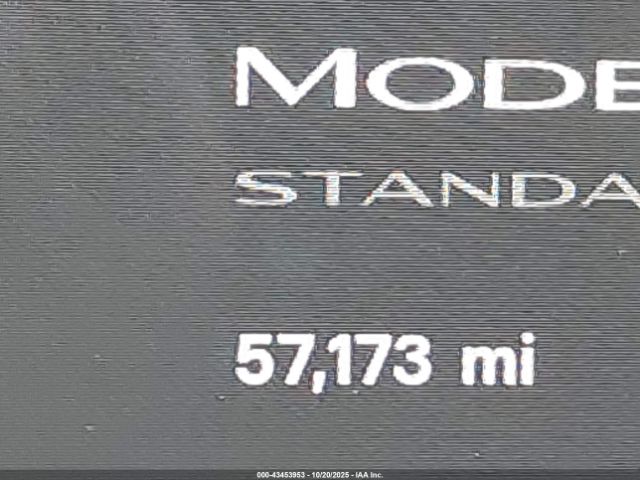 MODE
STANDA
57,173 mi
000-43453953 - 10/20/2025 - IAA Inc.